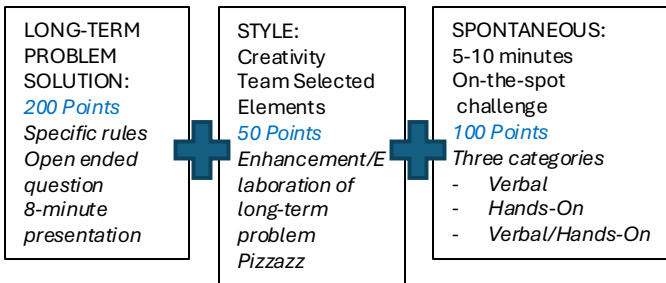 LONG-TERM
PROBLEM
SOLUTION:
200 Points
Specific rules
Open ended
question
8-minute
presentation
STYLE:
Creativity
Team Selected
Elements
50 Points
Enhancement/E
laboration of
long-term
problem
Pizzazz
SPONTANEOUS:
5-10 minutes
On-the-spot
challenge
100 Points
Three categories
- Verbal
- Hands-On
- Verbal/Hands-On